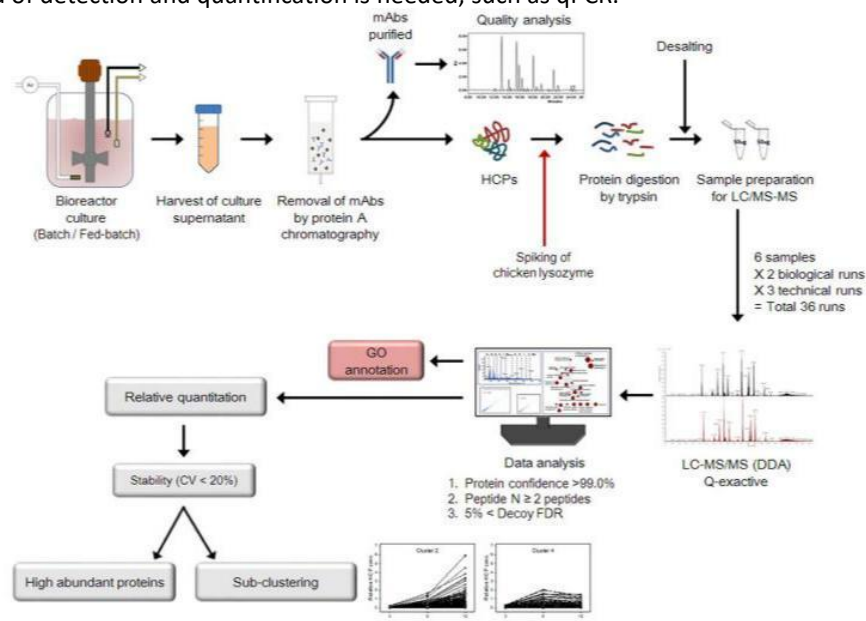 d of detection and quantification is needed, such as qPCR.
mAbs
purified
Quality analysis
Desalting
Bioreactor
culture
(Batch / Fed-batch)
Harvest of culture
supernatant
Removal of mAbs
by protein A
chromatography
HCPs
Protein digestion
by trypsin
Sample preparation
for LC/MS-MS
Spiking of
chicken lysozyme
6 samples
X 2 biological runs
X 3 technical runs
= Total 36 runs
GO
annotation
Relative quantitation
Stability (CV < 20%)
High abundant proteins
Sub-clustering
Data analysis
1. Protein confidence >99.0%
2. Peptide N ≥ 2 peptides
3. 5% < Decoy FDR
LC-MS/MS (DDA)
Q-exactive
Cluster 2
Cluster 4